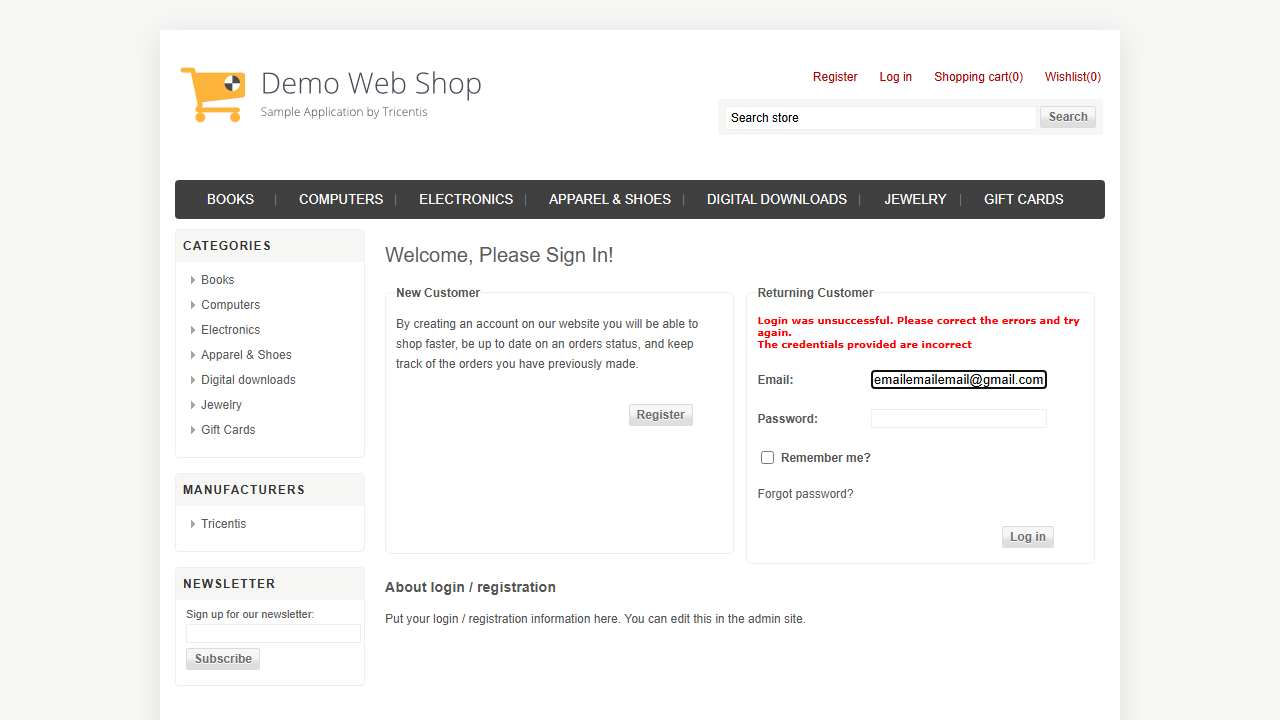 Demo Web Shop
Sample Application by Tricentis
Register Log in Shopping cart(0) Wishlist(0)
Search store Search
BOOKS COMPUTERS ELECTRONICS APPAREL & SHOES DIGITAL DOWNLOADS JEWELRY GIFT CARDS
CATEGORIES
Books
Computers
Electronics
Apparel & Shoes
Digital downloads
Jewelry
Gift Cards
MANUFACTURERS
Tricentis
NEWSLETTER
Sign up for our newsletter:
Subscribe
Welcome, Please Sign In!
New Customer
By creating an account on our website you will be able to
shop faster, be up to date on an orders status, and keep
track of the orders you have previously made.
Register
Returning Customer
Login was unsuccessful. Please correct the errors and try
again.
The credentials provided are incorrect
Email: emailemailemail@gmail.com
Password:
Remember me?
Forgot password?
Log in
About login / registration
Put your login / registration information here. You can edit this in the admin site.